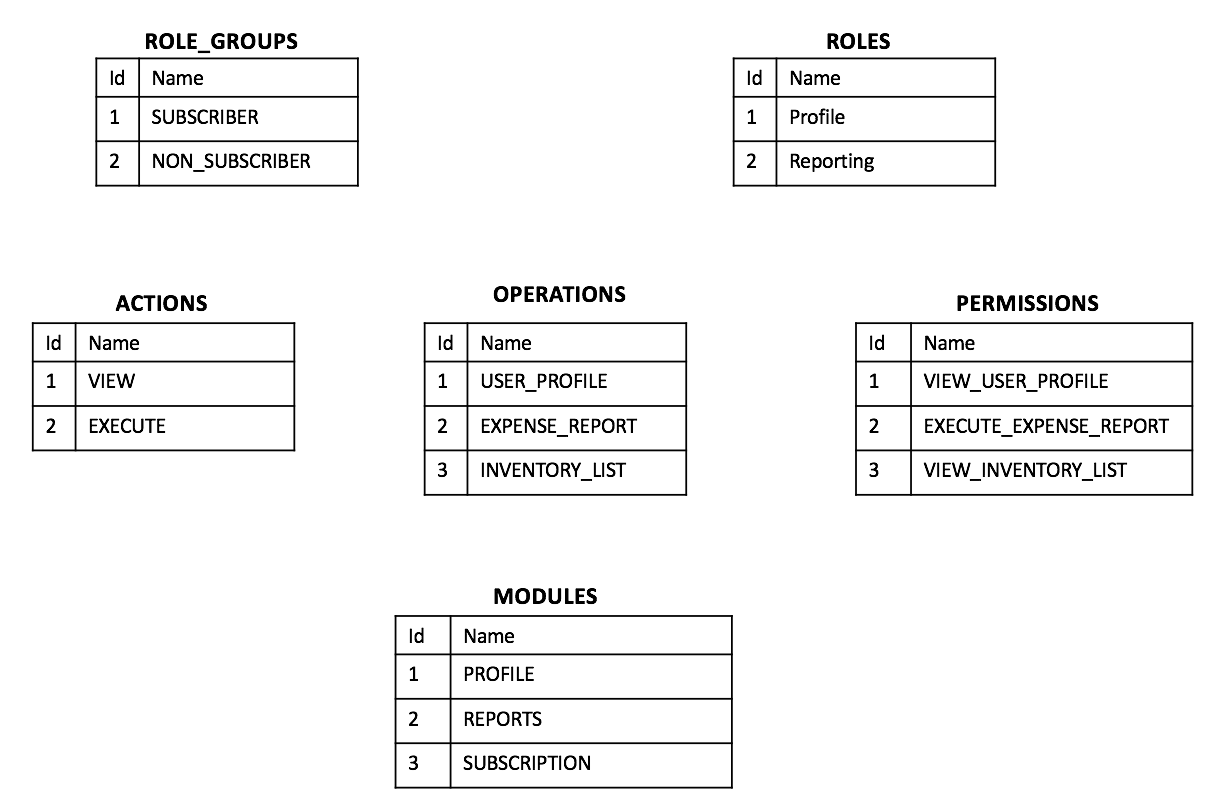 ROLE_GROUPS
Id Name
1 SUBSCRIBER
2 NON_SUBSCRIBER
ROLES
Id Name
1 Profile
2 Reporting
ACTIONS
Id Name
1 VIEW
2 EXECUTE
OPERATIONS
Id Name
1 USER_PROFILE
2 EXPENSE_REPORT
3 INVENTORY_LIST
PERMISSIONS
Id Name
1 VIEW_USER_PROFILE
2 EXECUTE_EXPENSE_REPORT
3 VIEW_INVENTORY_LIST
MODULES
Id Name
1 PROFILE
2 REPORTS
3 SUBSCRIPTION